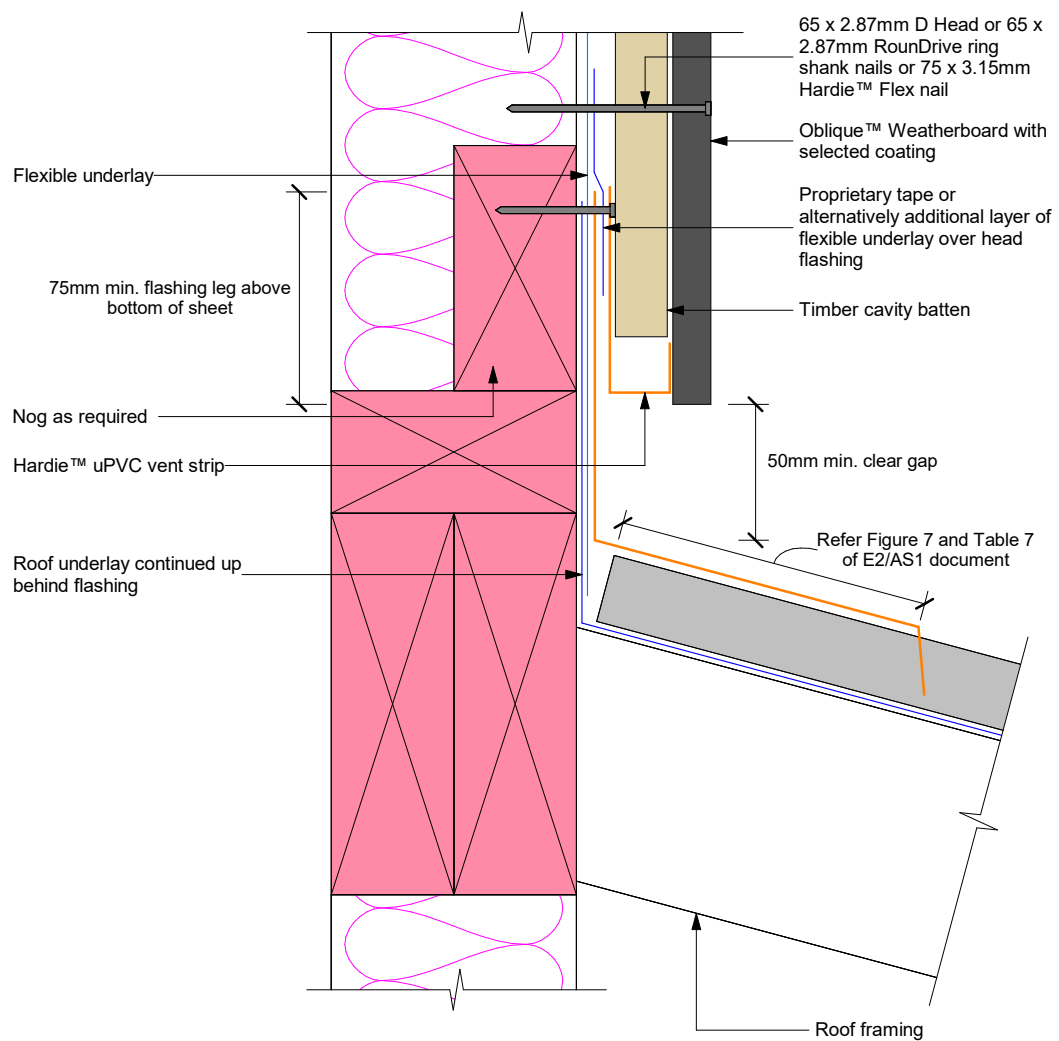 65 x 2.87mm D Head or 65 x
2.87mm RounDrive ring
shank nails or 75 x 3.15mm
Hardie™ Flex nail
Oblique™ Weatherboard with
selected coating
Flexible underlay
Proprietary tape or
alternatively additional layer of
flexible underlay over head
flashing
75mm min. flashing leg above
bottom of sheet
Timber cavity batten
Nog as required
Hardie™ uPVC vent strip
50mm min. clear gap
Refer Figure 7 and Table 7
of E2/AS1 document
Roof underlay continued up
behind flashing
Roof framing